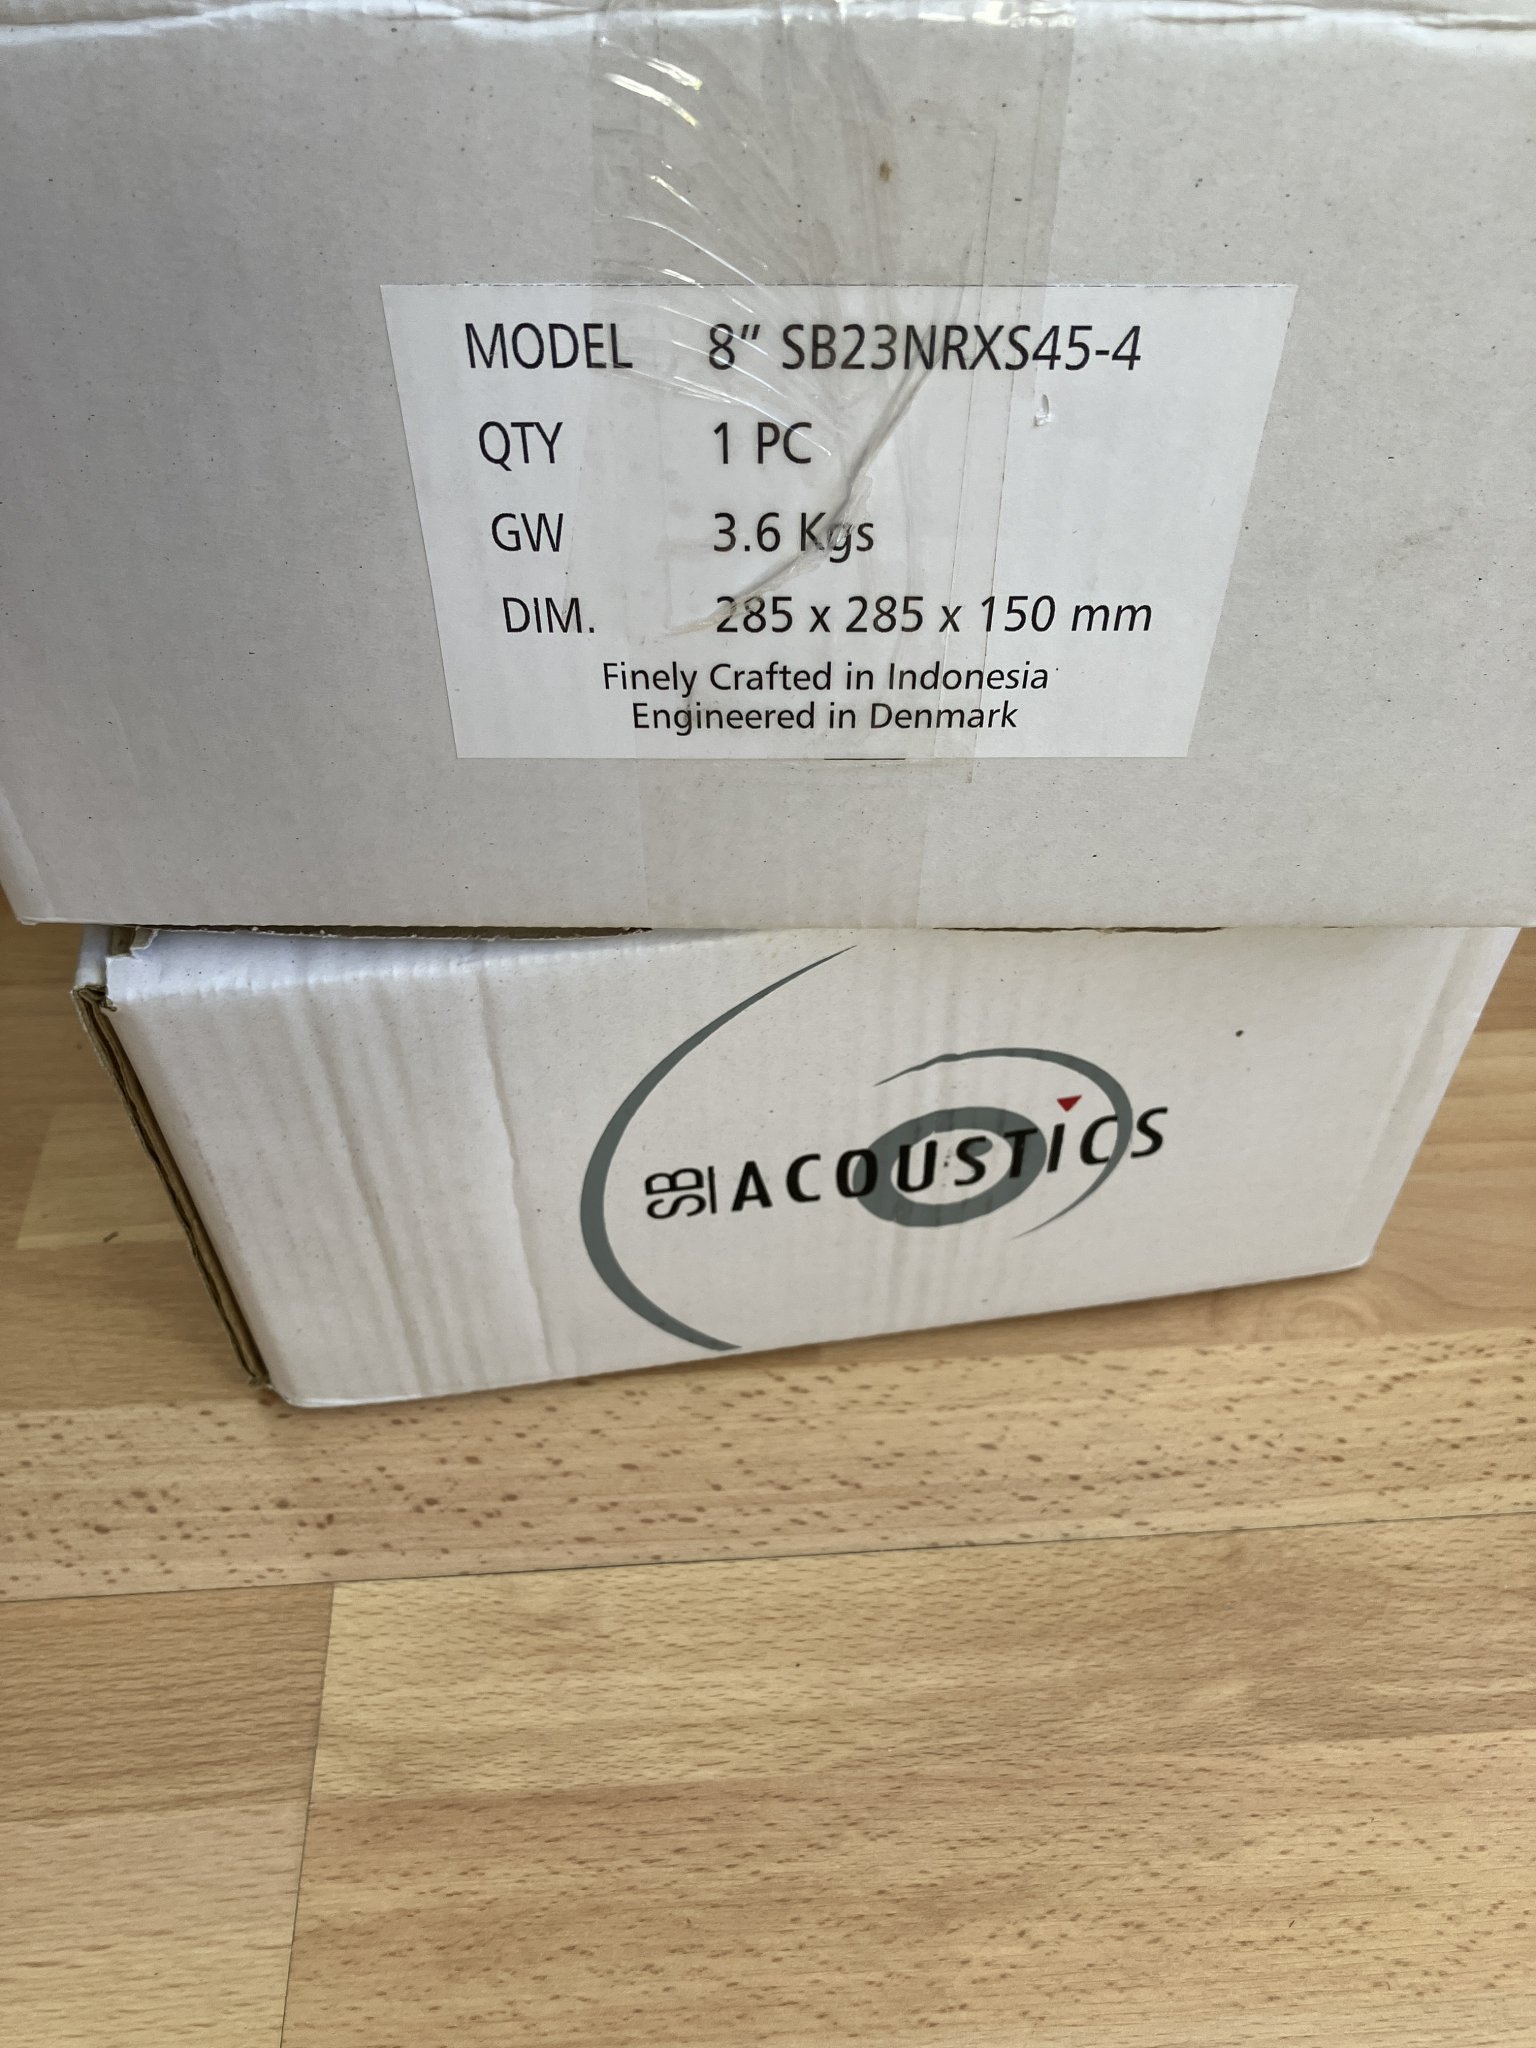 MODEL 8" SB23NRXS45-4
QTY 1 PC
GW 3.6 Kgs
DIM. 285 x 285 x 150 mm
Finely Crafted in Indonesia
Engineered in Denmark
SB ACOUSTICS